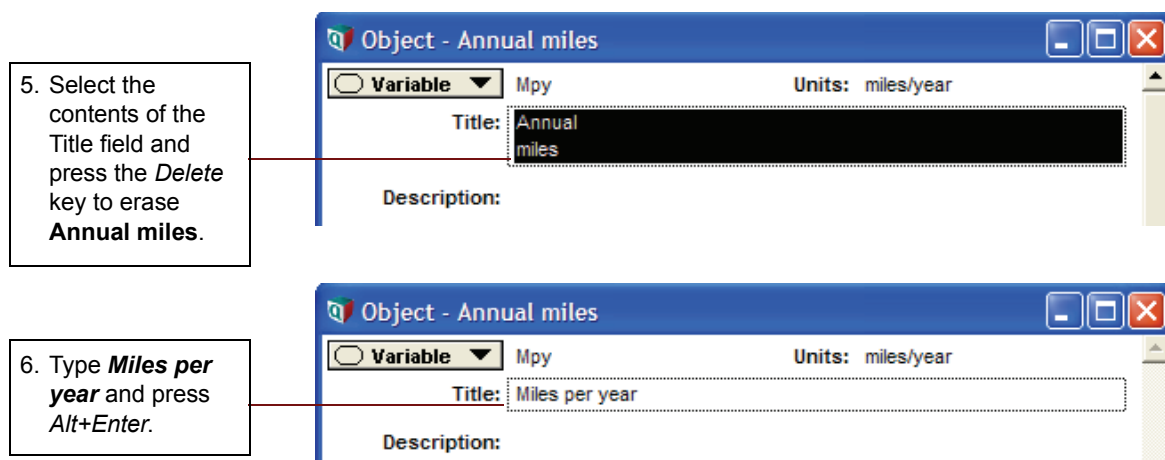 5. Select the
contents of the
Title field and
press the Delete
key to erase
Annual miles.
Object - Annual miles
Variable Mpy Units: miles/year
Title: Annual
miles
Description:
6. Type Miles per
year and press
Alt+Enter.
Object - Annual miles
Variable Mpy Units: miles/year
Title: Miles per year
Description: